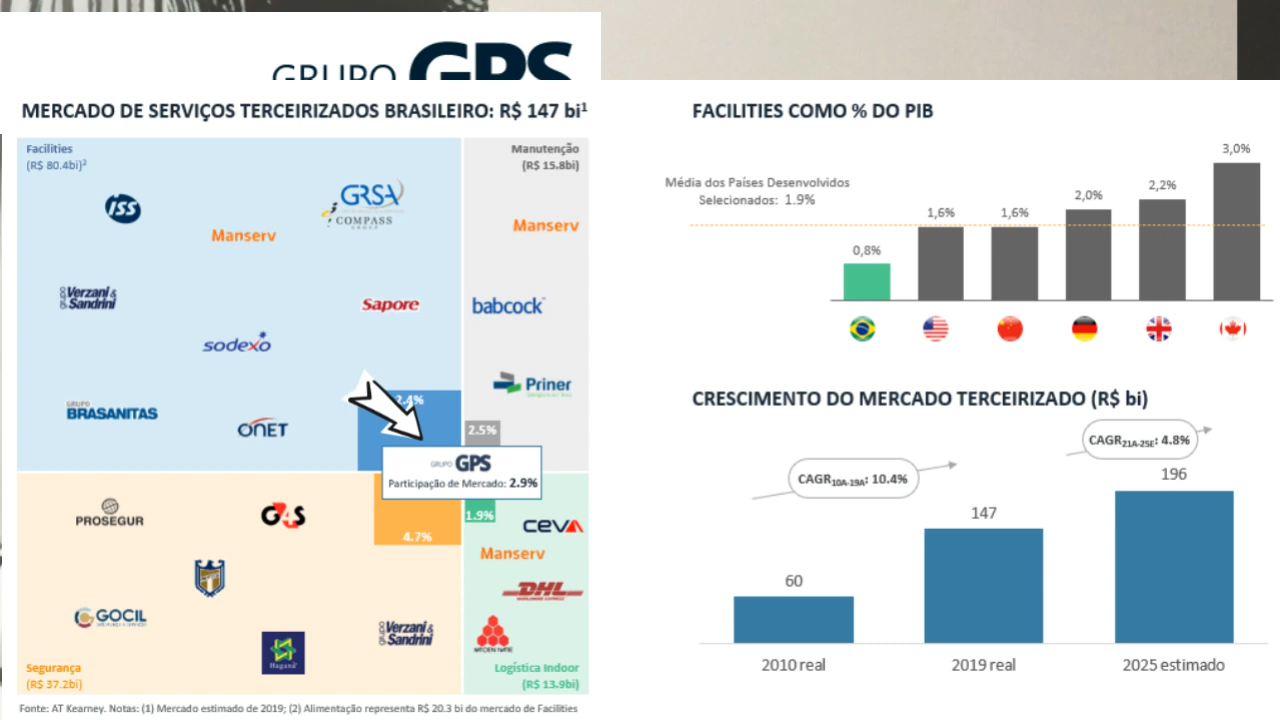 GRUPO GPS
MERCADO DE SERVIÇOS TERCEIRIZADOS BRASILEIRO: R$ 147 bi¹
Facilities
(R$ 80.4bi)²
Manutenção
(R$ 15.8bi)
ISS
GRSA
COMPASS
GROUP
Manserv
Manserv
grupo Verzani & Sandrini
Sapore
babcock
sodexo
Priner
GRUPO
BRASANITAS
ONET
2.4%
2.5%
GRUPO GPS
Participação de Mercado: 2.9%
4.7%
1.9%
PROSEGUR
G4S
CEVA
Manserv
DHL
GOCIL
Haganá
grupo Verzani & Sandrini
Segurança
(R$ 37.2bi)
Logística Indoor
(R$ 13.9bi)
Fonte: AT Kearney. Notas: (1) Mercado estimado de 2019; (2) Alimentação representa R$ 20.3 bi do mercado de Facilities
FACILITIES COMO % DO PIB
Média dos Países Desenvolvidos
Selecionados: 1.9%
0,8%
1,6%
1,6%
2,0%
2,2%
3,0%
CRESCIMENTO DO MERCADO TERCEIRIZADO (R$ bi)
CAGR10A-19A: 10.4%
CAGR21A-25E: 4.8%
60
147
196
2010 real
2019 real
2025 estimado